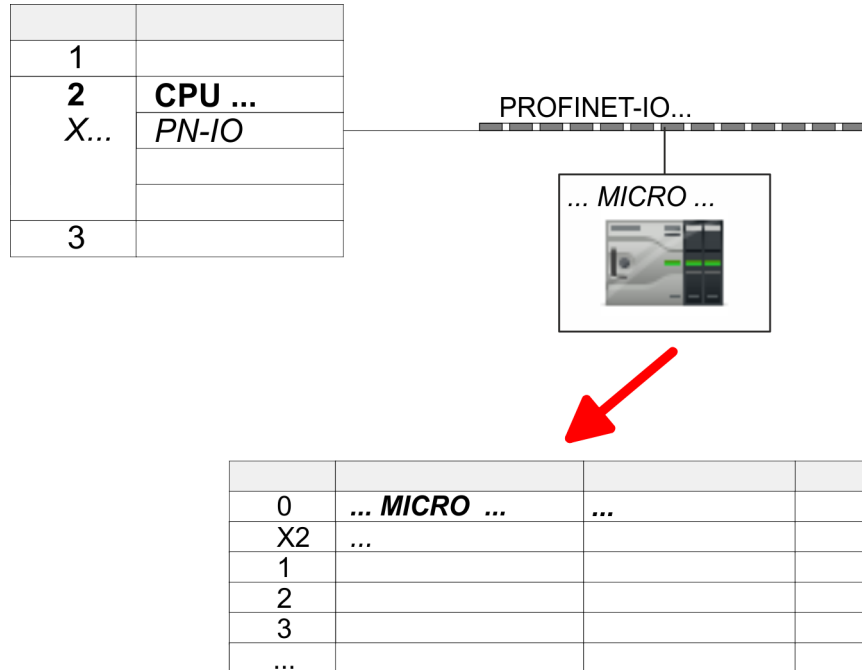 1
2 CPU ...
X... PN-IO
3
PROFINET-IO...
... MICRO ...
0 ... MICRO ... ...
X2 ...
1
2
3
...